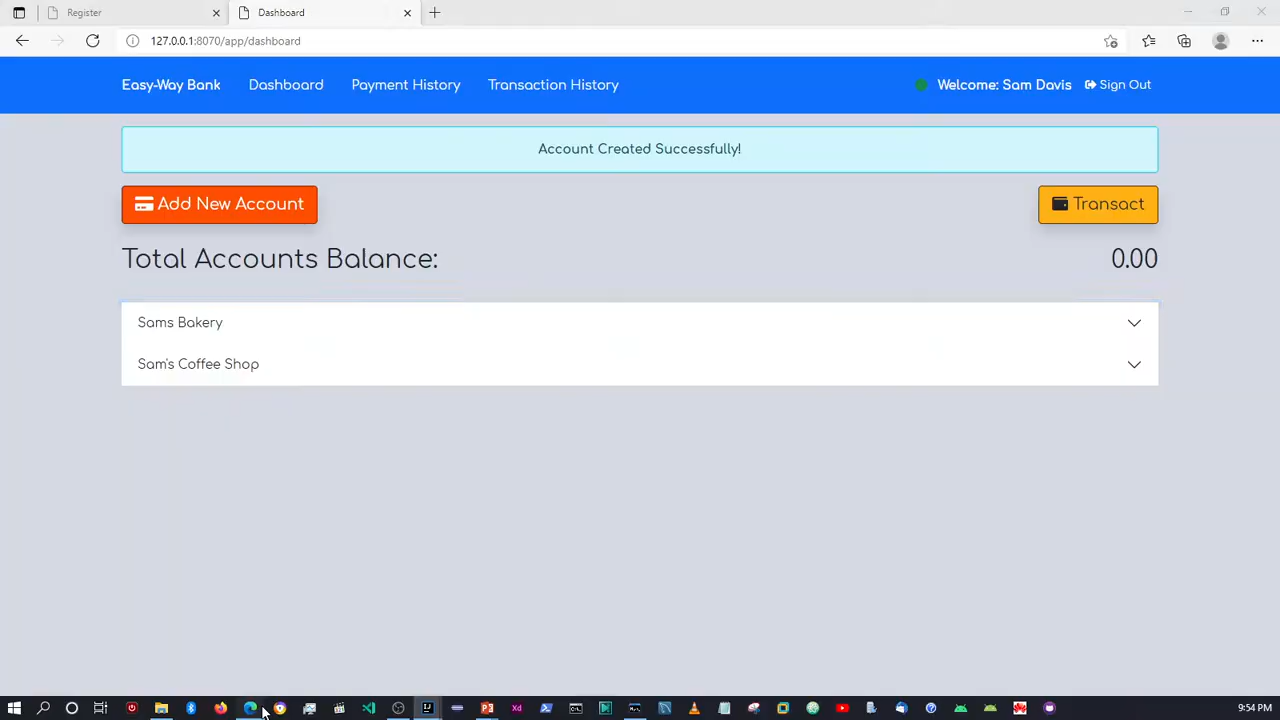 Register
Dashboard
127.0.0.1:8070/app/dashboard
Easy-Way Bank Dashboard Payment History Transaction History Welcome: Sam Davis Sign Out
Account Created Successfully!
Add New Account Transact
Total Accounts Balance: 0.00
Sams Bakery
Sam's Coffee Shop
9:54 PM